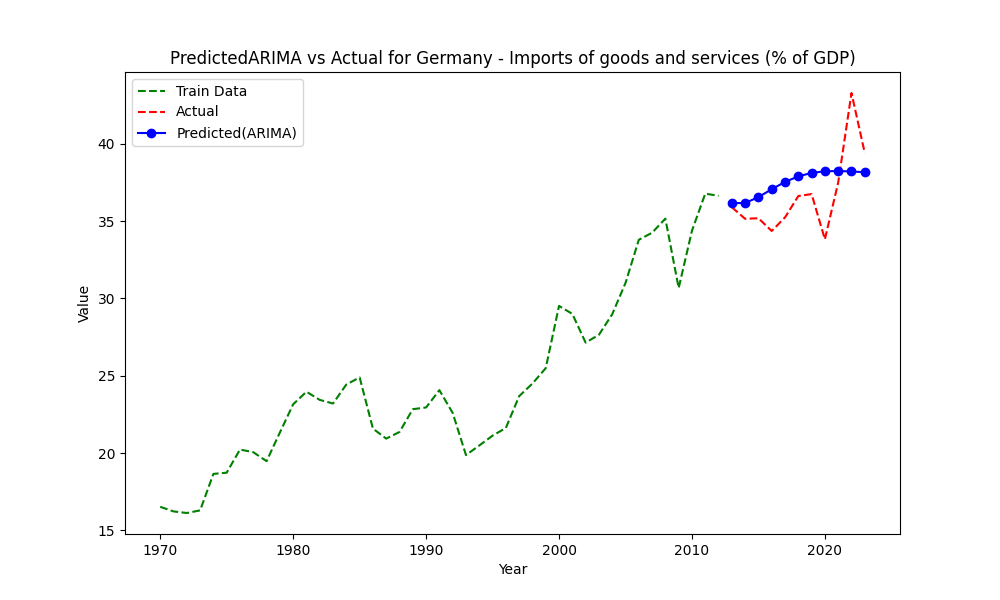 PredictedARIMA vs Actual for Germany - Imports of goods and services (% of GDP)
Train Data
Actual
Predicted(ARIMA)
40
35
30
25
20
15
Value
1970 1980 1990 2000 2010 2020
Year